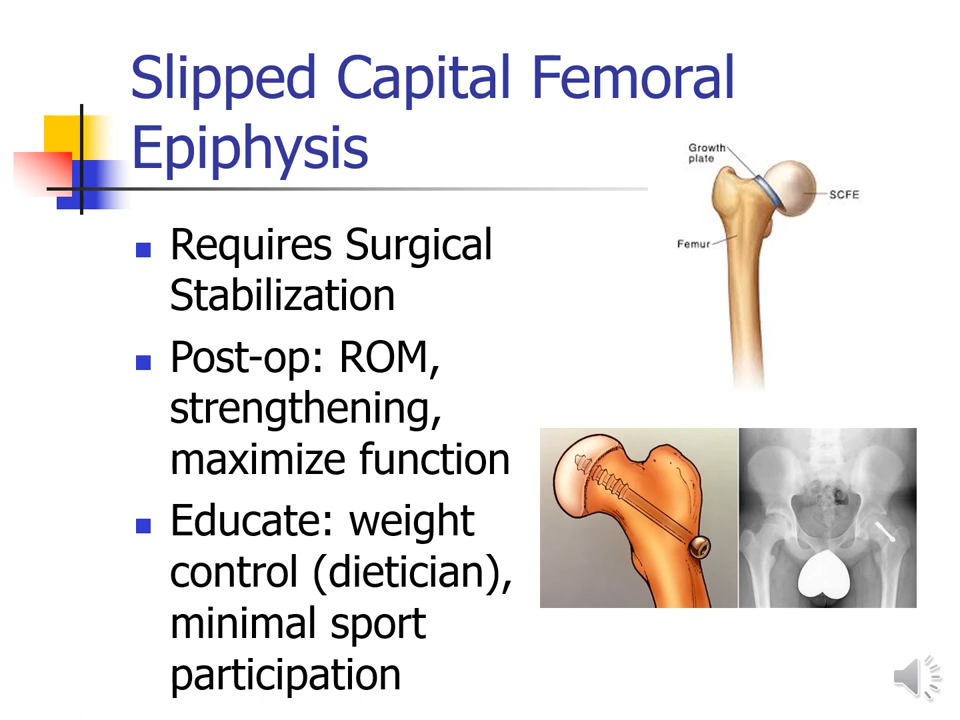 Slipped Capital Femoral
Epiphysis
Growth
plate
SCFE
Femur
Requires Surgical
Stabilization
Post-op: ROM,
strengthening,
maximize function
Educate: weight
control (dietician),
minimal sport
participation